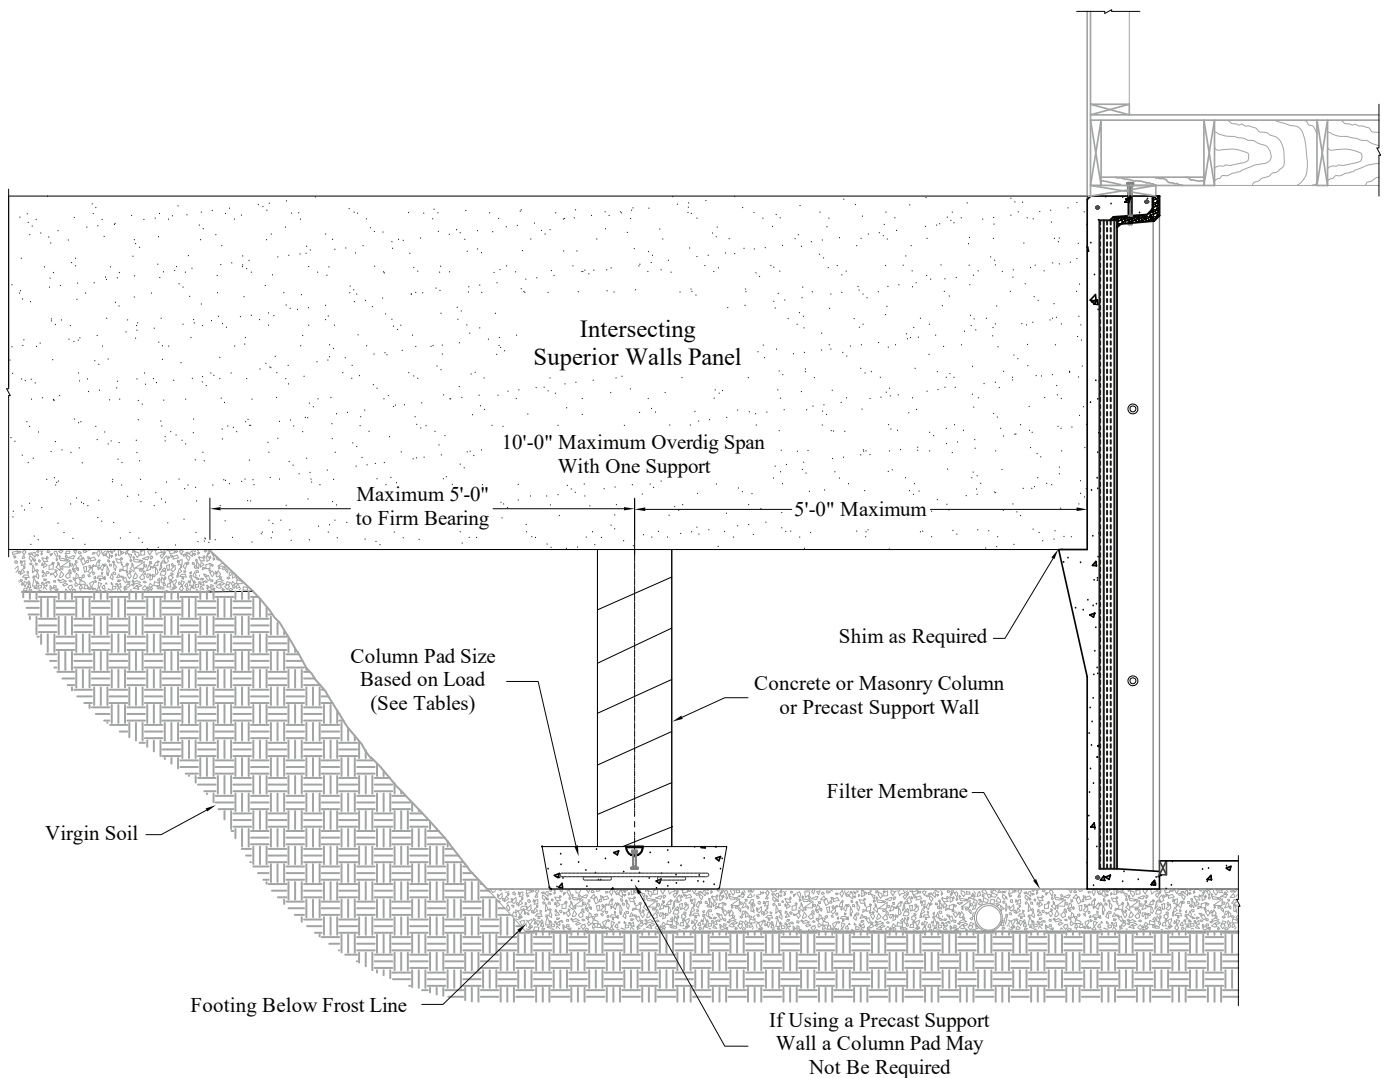 Intersecting
Superior Walls Panel
10'-0" Maximum Overdig Span
With One Support
Maximum 5'-0"
to Firm Bearing
5'-0" Maximum
Shim as Required
Column Pad Size
Based on Load
(See Tables)
Concrete or Masonry Column
or Precast Support Wall
Filter Membrane
Virgin Soil
Footing Below Frost Line
If Using a Precast Support
Wall a Column Pad May
Not Be Required